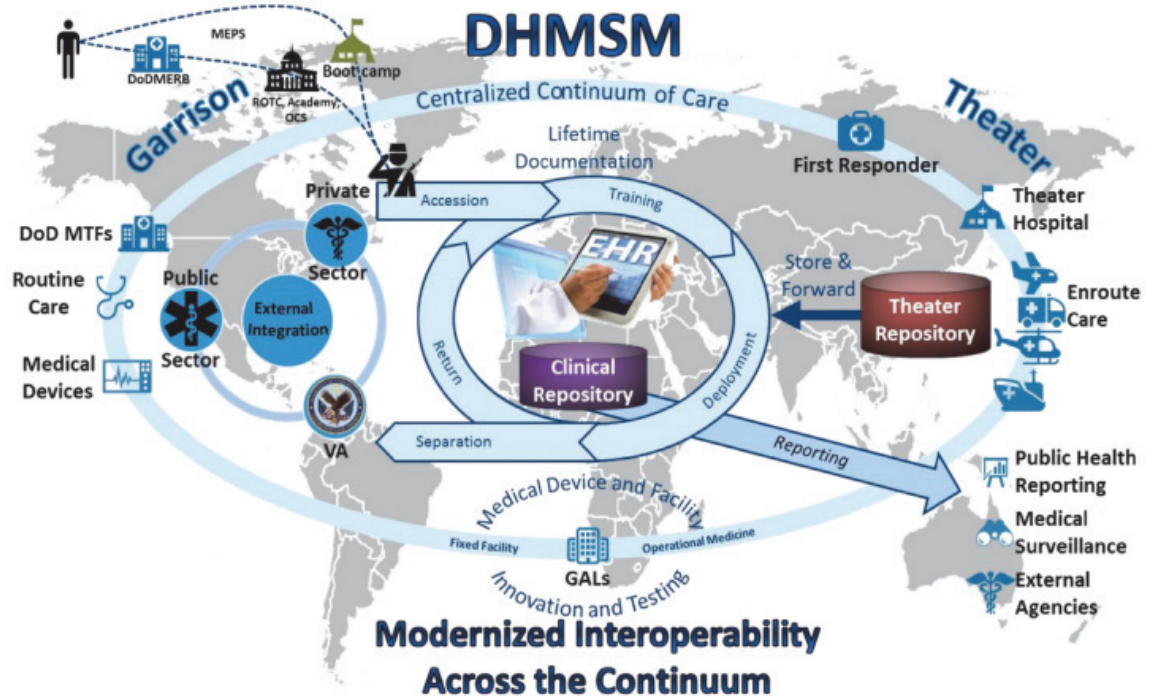 DHMSM
MEPS
DoDMERB
Boot camp
ROTC, Academy,
OCS
Garrison
Theater
Centralized Continuum of Care
Lifetime
Documentation
First Responder
Private
Sector
Accession
Training
Theater
Hospital
DoD MTFs
Routine
Care
Medical
Devices
Public
Sector
External
Integration
VA
EHR
Store &
Forward
Theater
Repository
Enroute
Care
Clinical
Repository
Return
Deployment
Separation
Reporting
Public Health
Reporting
Medical
Surveillance
External
Agencies
Medical Device and Facility
Fixed Facility
Operational Medicine
GALs
Innovation and Testing
Modernized Interoperability
Across the Continuum